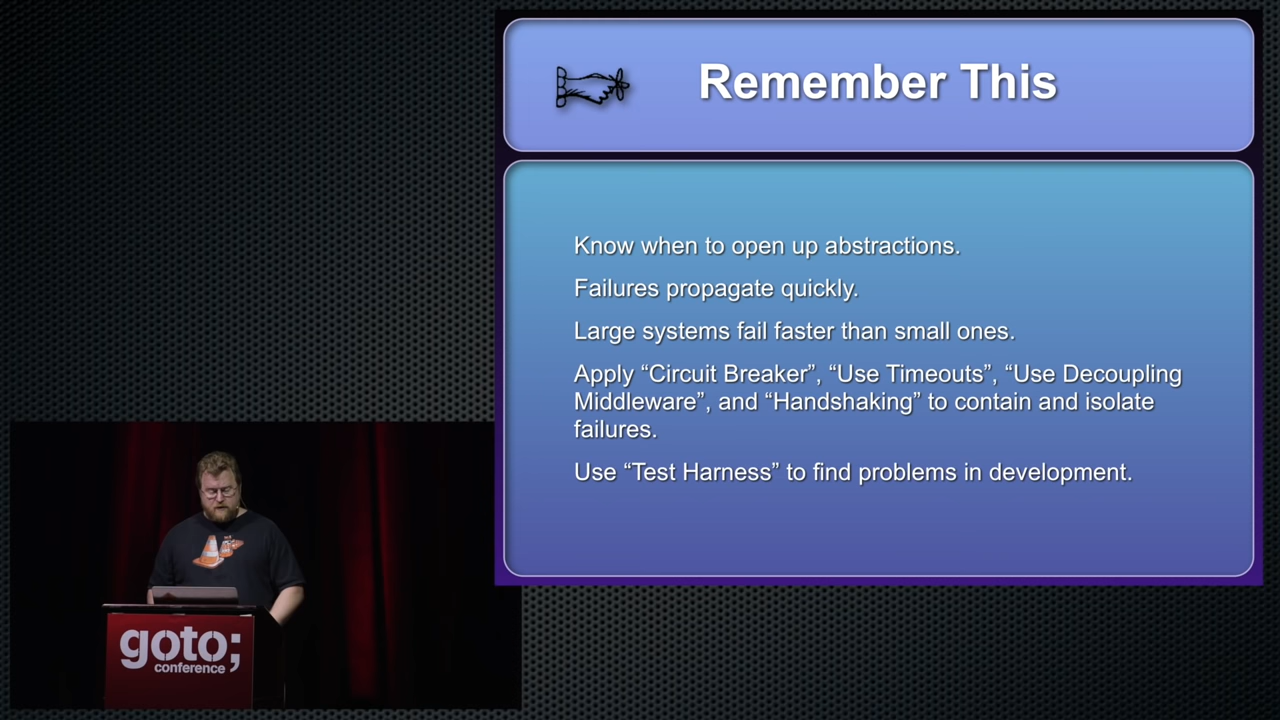 Remember This
Know when to open up abstractions.
Failures propagate quickly.
Large systems fail faster than small ones.
Apply “Circuit Breaker”, “Use Timeouts”, “Use Decoupling
Middleware”, and “Handshaking” to contain and isolate
failures.
Use “Test Harness” to find problems in development.
goto;
conference